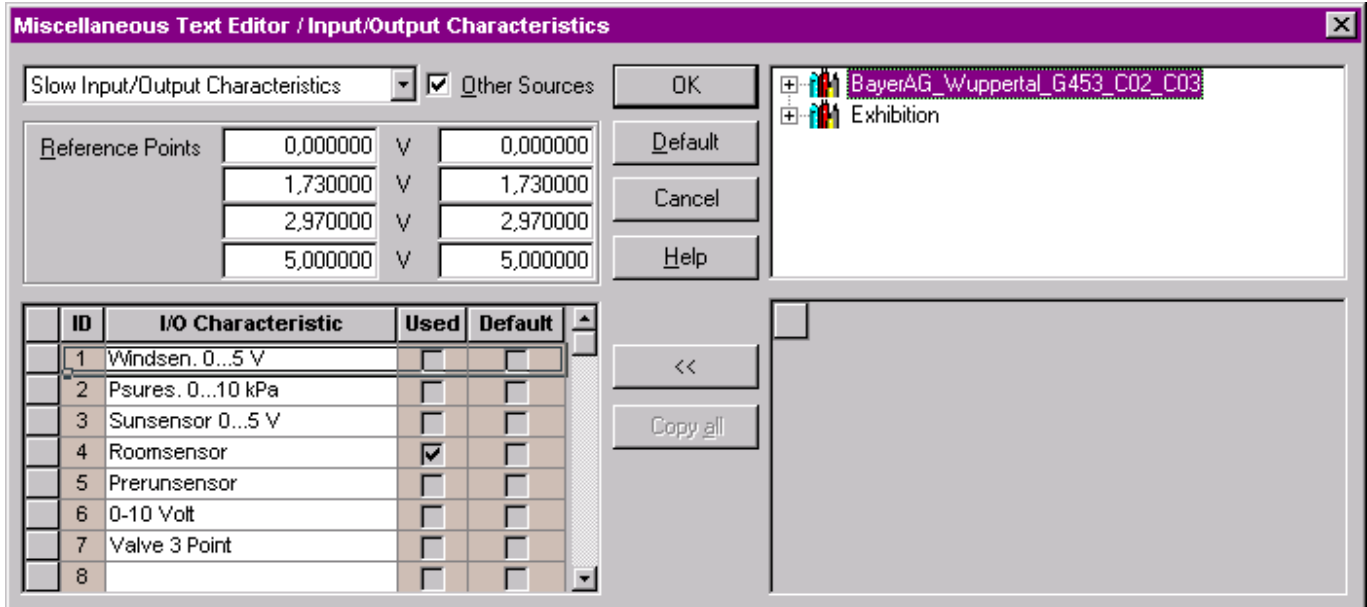 Miscellaneous Text Editor / Input/Output Characteristics
Slow Input/Output Characteristics Other Sources OK
Reference Points 0,000000 V 0,000000 Default
1,730000 V 1,730000
Cancel
2,970000 V 2,970000
5,000000 V 5,000000 Help
BayerAG_Wuppertal_G453_C02_C03
Exhibition
ID I/O Characteristic Used Default
1 Windsen. 0...5 V
2 Psures. 0...10 kPa
3 Sunsensor 0...5 V
4 Roomsensor
5 Prerunsensor
6 0-10 Volt
7 Valve 3 Point
8
<<
Copy all